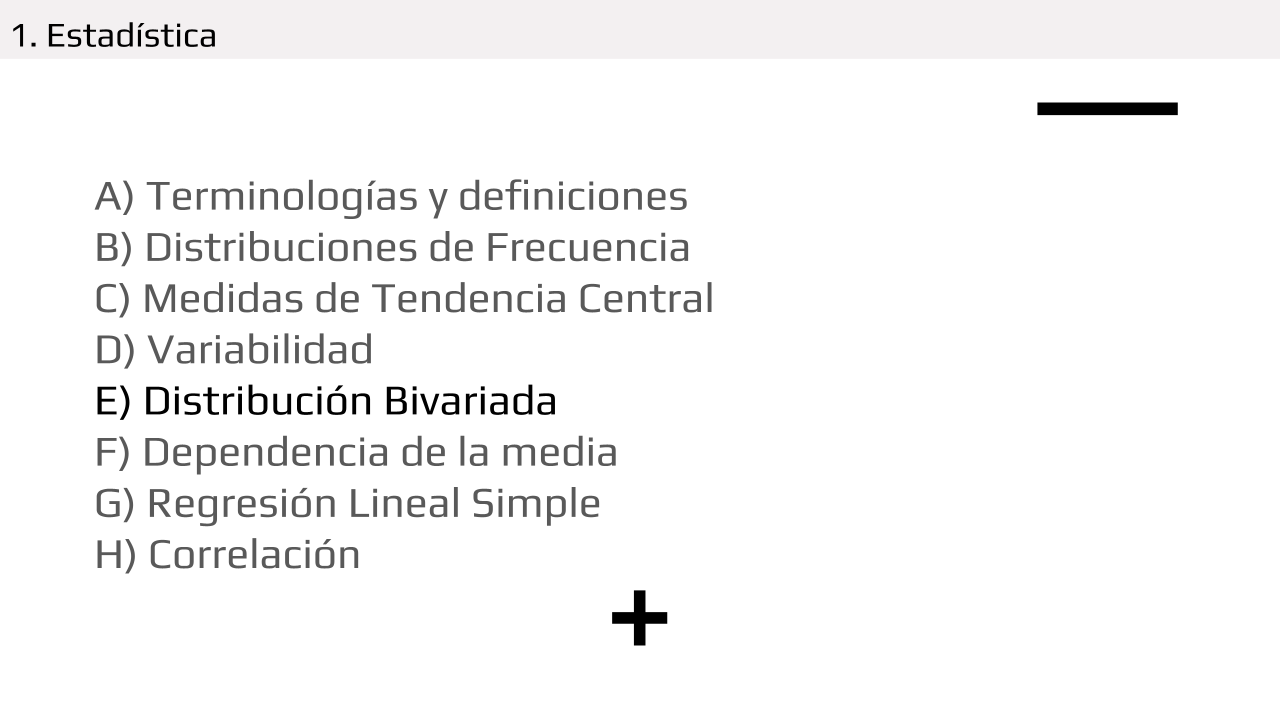 1. Estadística
A) Terminologías y definiciones
B) Distribuciones de Frecuencia
C) Medidas de Tendencia Central
D) Variabilidad
E) Distribución Bivariada
F) Dependencia de la media
G) Regresión Lineal Simple
H) Correlación